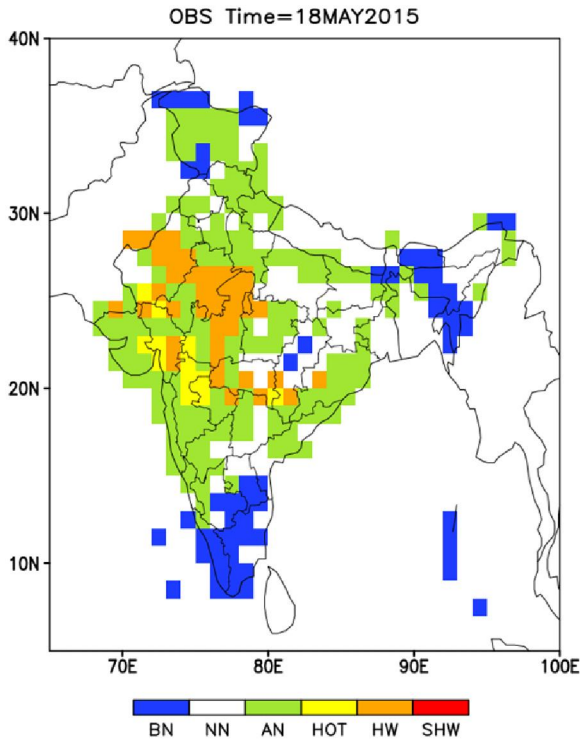 OBS Time=18MAY2015
40N
30N
20N
10N
70E 80E 90E 100E
BN NN AN HOT HW SHW